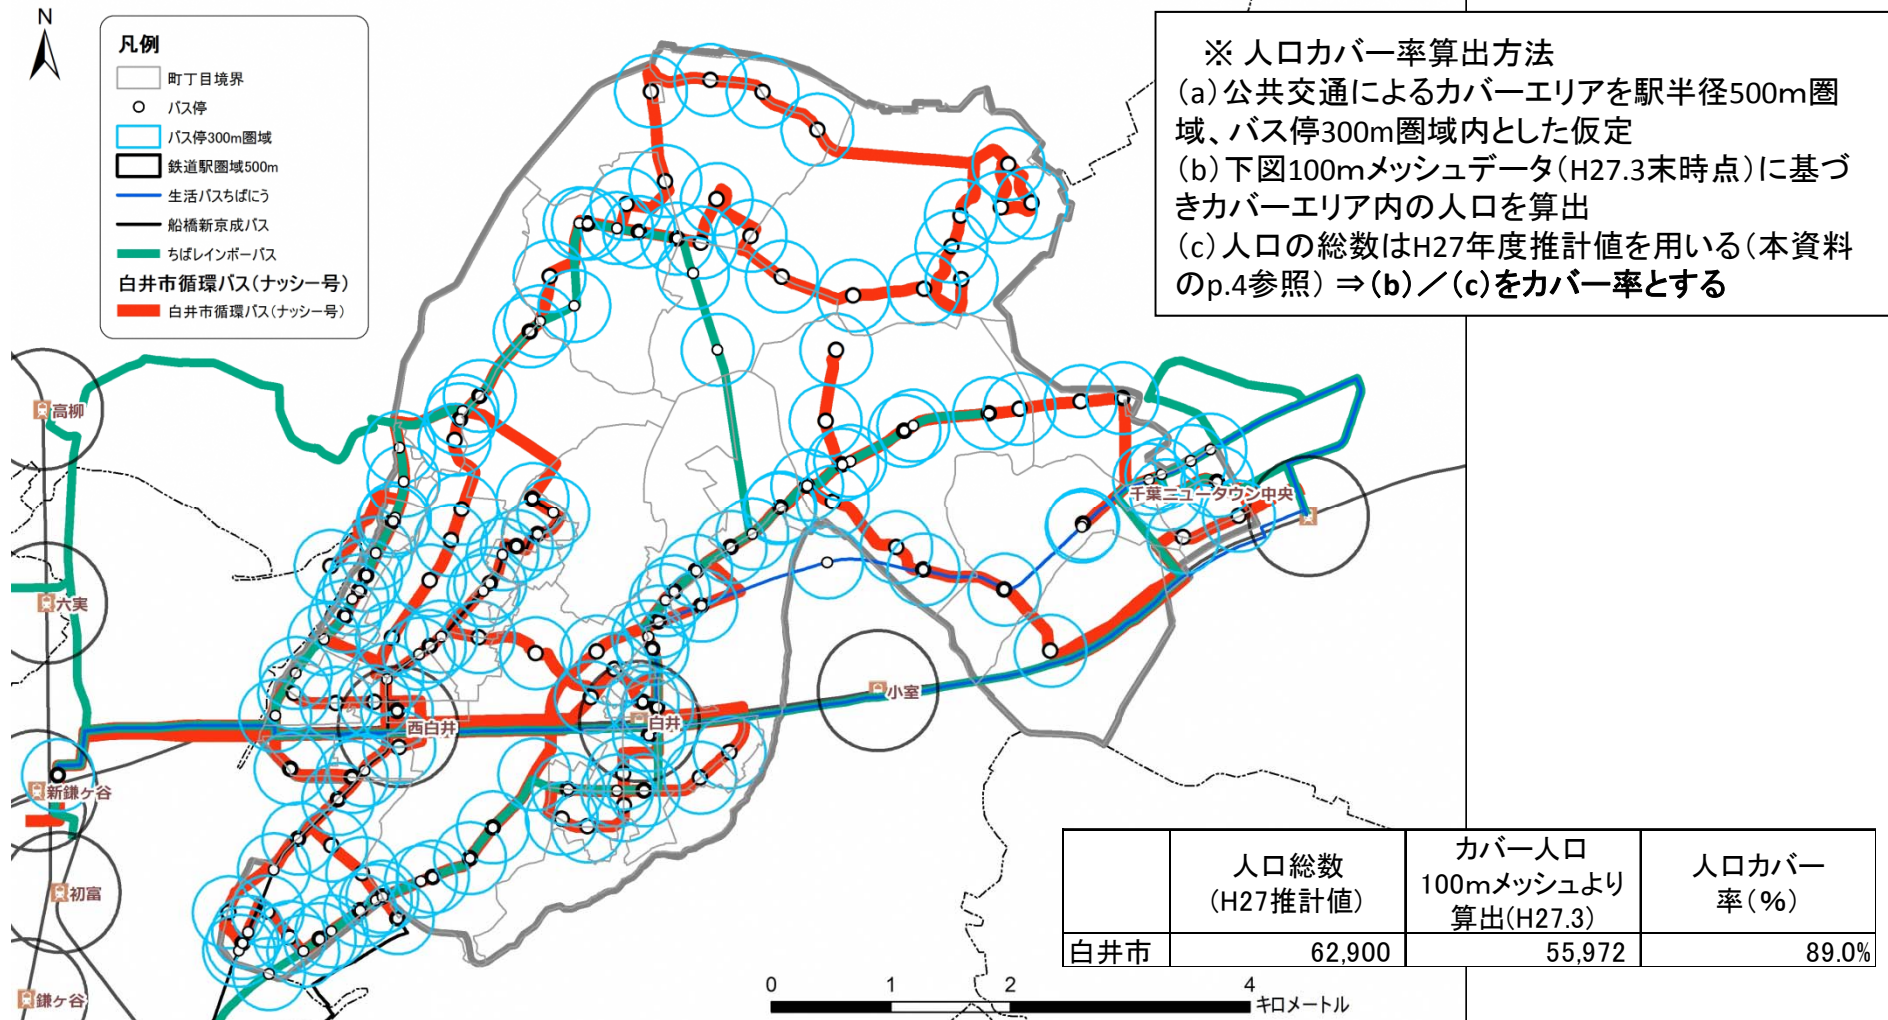 N
凡例
町丁目境界
バス停
バス停300m圏域
鉄道駅圏域500m
生活バスちばにう
船橋新京成バス
ちばレインボーバス
白井市循環バス(ナッシー号)
白井市循環バス(ナッシー号)
※ 人口カバー率算出方法
(a)公共交通によるカバーエリアを駅半径500m圏
域、バス停300m圏域内とした仮定
(b)下図100mメッシュデータ(H27.3末時点)に基づ
きカバーエリア内の人口を算出
(c)人口の総数はH27年度推計値を用いる(本資料
のp.4参照) ⇒(b)/(c)をカバー率とする
高柳
千葉ニュータウン中央
六実
小室
西白井
白井
新鎌ヶ谷
初富
鎌ヶ谷
人口総数
(H27推計値)
カバー人口
100mメッシュより
算出(H27.3)
人口カバー
率(%)
白井市 62,900 55,972 89.0%
0 1 2 4 キロメートル